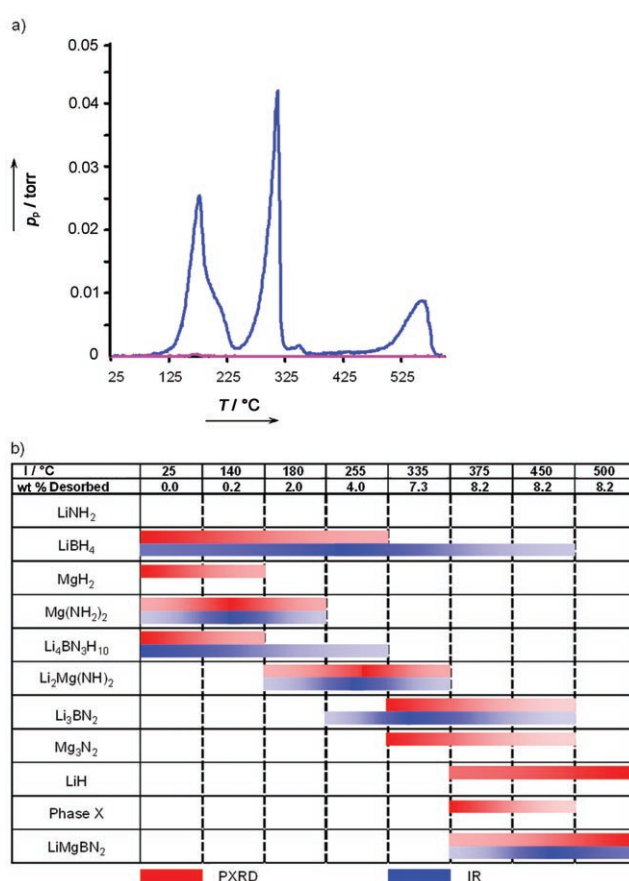 a)
0.05
0.04
0.03
0.02
0.01
0
pp / torr
25 125 225 325 425 525
T / °C
b)
T / °C 25 140 180 255 335 375 450 500
wt % Desorbed 0.0 0.2 2.0 4.0 7.3 8.2 8.2 8.2
LiNH2
LiBH4
MgH2
Mg(NH2)2
Li4BN3H10
Li2Mg(NH)2
Li3BN2
Mg3N2
LiH
Phase X
LiMgBN2
PXRD IR